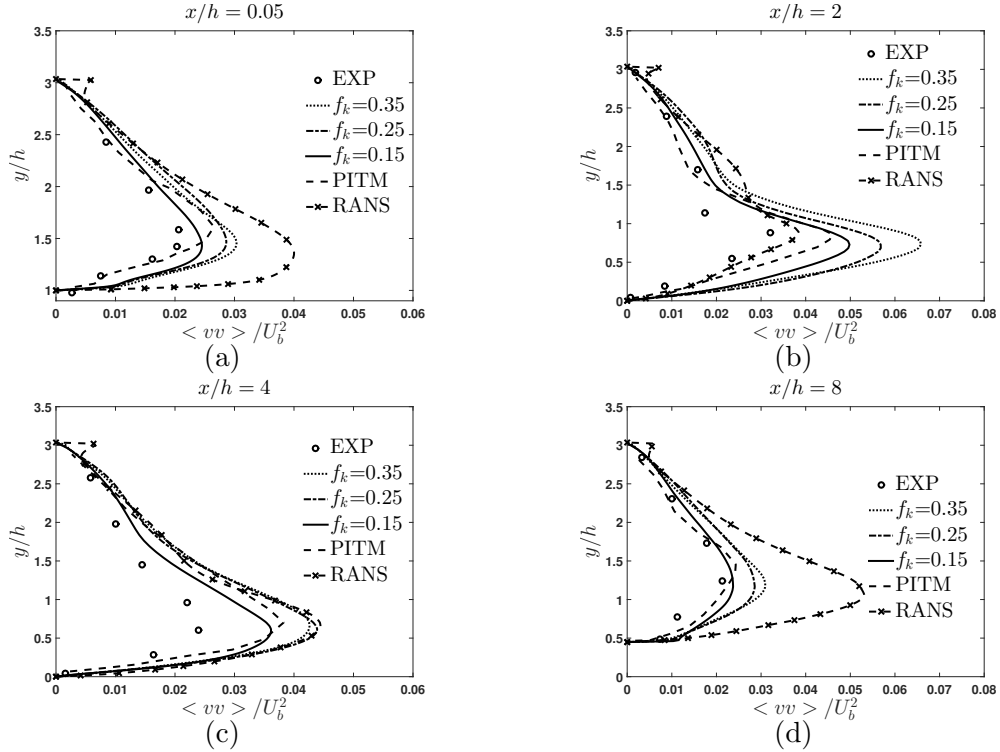 x/h = 0.05
3.5
3
2.5
2
1.5
1
y/h
EXP
f_k=0.35
f_k=0.25
f_k=0.15
PITM
RANS
0 0.01 0.02 0.03 0.04 0.05 0.06
< vv > /U_b^2
(a)
x/h = 2
3.5
3
2.5
2
1.5
1
0.5
0
y/h
EXP
f_k=0.35
f_k=0.25
f_k=0.15
PITM
RANS
0 0.01 0.02 0.03 0.04 0.05 0.06 0.07 0.08
< vv > /U_b^2
(b)
x/h = 4
3.5
3
2.5
2
1.5
1
0.5
0
y/h
EXP
f_k=0.35
f_k=0.25
f_k=0.15
PITM
RANS
0 0.01 0.02 0.03 0.04 0.05 0.06
< vv > /U_b^2
(c)
x/h = 8
3.5
3
2.5
2
1.5
1
0.5
0
y/h
EXP
f_k=0.35
f_k=0.25
f_k=0.15
PITM
RANS
0 0.01 0.02 0.03 0.04 0.05 0.06 0.07 0.08
< vv > /U_b^2
(d)